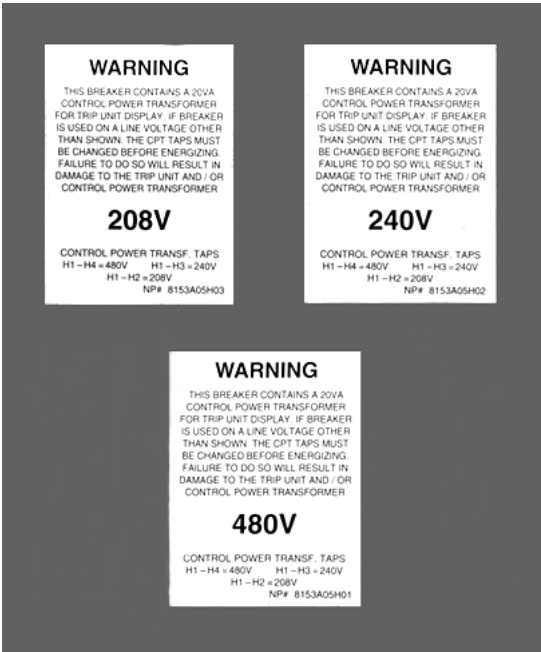 WARNING
THIS BREAKER CONTAINS A 20VA
CONTROL POWER TRANSFORMER
FOR TRIP UNIT DISPLAY. IF BREAKER
IS USED ON A LINE VOLTAGE OTHER
THAN SHOWN. THE CPT TAPS MUST
BE CHANGED BEFORE ENERGIZING.
FAILURE TO DO SO WILL RESULT IN
DAMAGE TO THE TRIP UNIT AND / OR
CONTROL POWER TRANSFORMER
208V
CONTROL POWER TRANSF. TAPS
H1-H4=480V H1-H3=240V
H1-H2=208V
NP# 8153A05H03
WARNING
THIS BREAKER CONTAINS A 20VA
CONTROL POWER TRANSFORMER
FOR TRIP UNIT DISPLAY. IF BREAKER
IS USED ON A LINE VOLTAGE OTHER
THAN SHOWN. THE CPT TAPS MUST
BE CHANGED BEFORE ENERGIZING.
FAILURE TO DO SO WILL RESULT IN
DAMAGE TO THE TRIP UNIT AND / OR
CONTROL POWER TRANSFORMER
240V
CONTROL POWER TRANSF. TAPS
H1-H4=480V H1-H3=240V
H1-H2=208V
NP# 8153A05H02
WARNING
THIS BREAKER CONTAINS A 20VA
CONTROL POWER TRANSFORMER
FOR TRIP UNIT DISPLAY. IF BREAKER
IS USED ON A LINE VOLTAGE OTHER
THAN SHOWN. THE CPT TAPS MUST
BE CHANGED BEFORE ENERGIZING.
FAILURE TO DO SO WILL RESULT IN
DAMAGE TO THE TRIP UNIT AND / OR
CONTROL POWER TRANSFORMER
480V
CONTROL POWER TRANSF. TAPS
H1-H4=480V H1-H3=240V
H1-H2=208V
NP# 8153A05H01